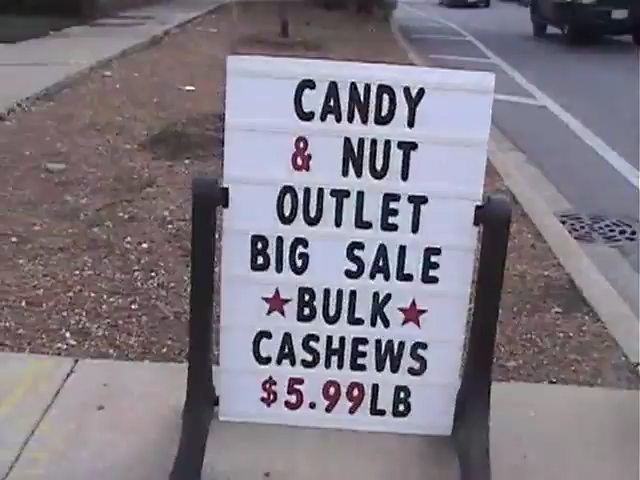 CANDY
& NUT
OUTLET
BIG SALE
★BULK★
CASHEWS
$5.99LB